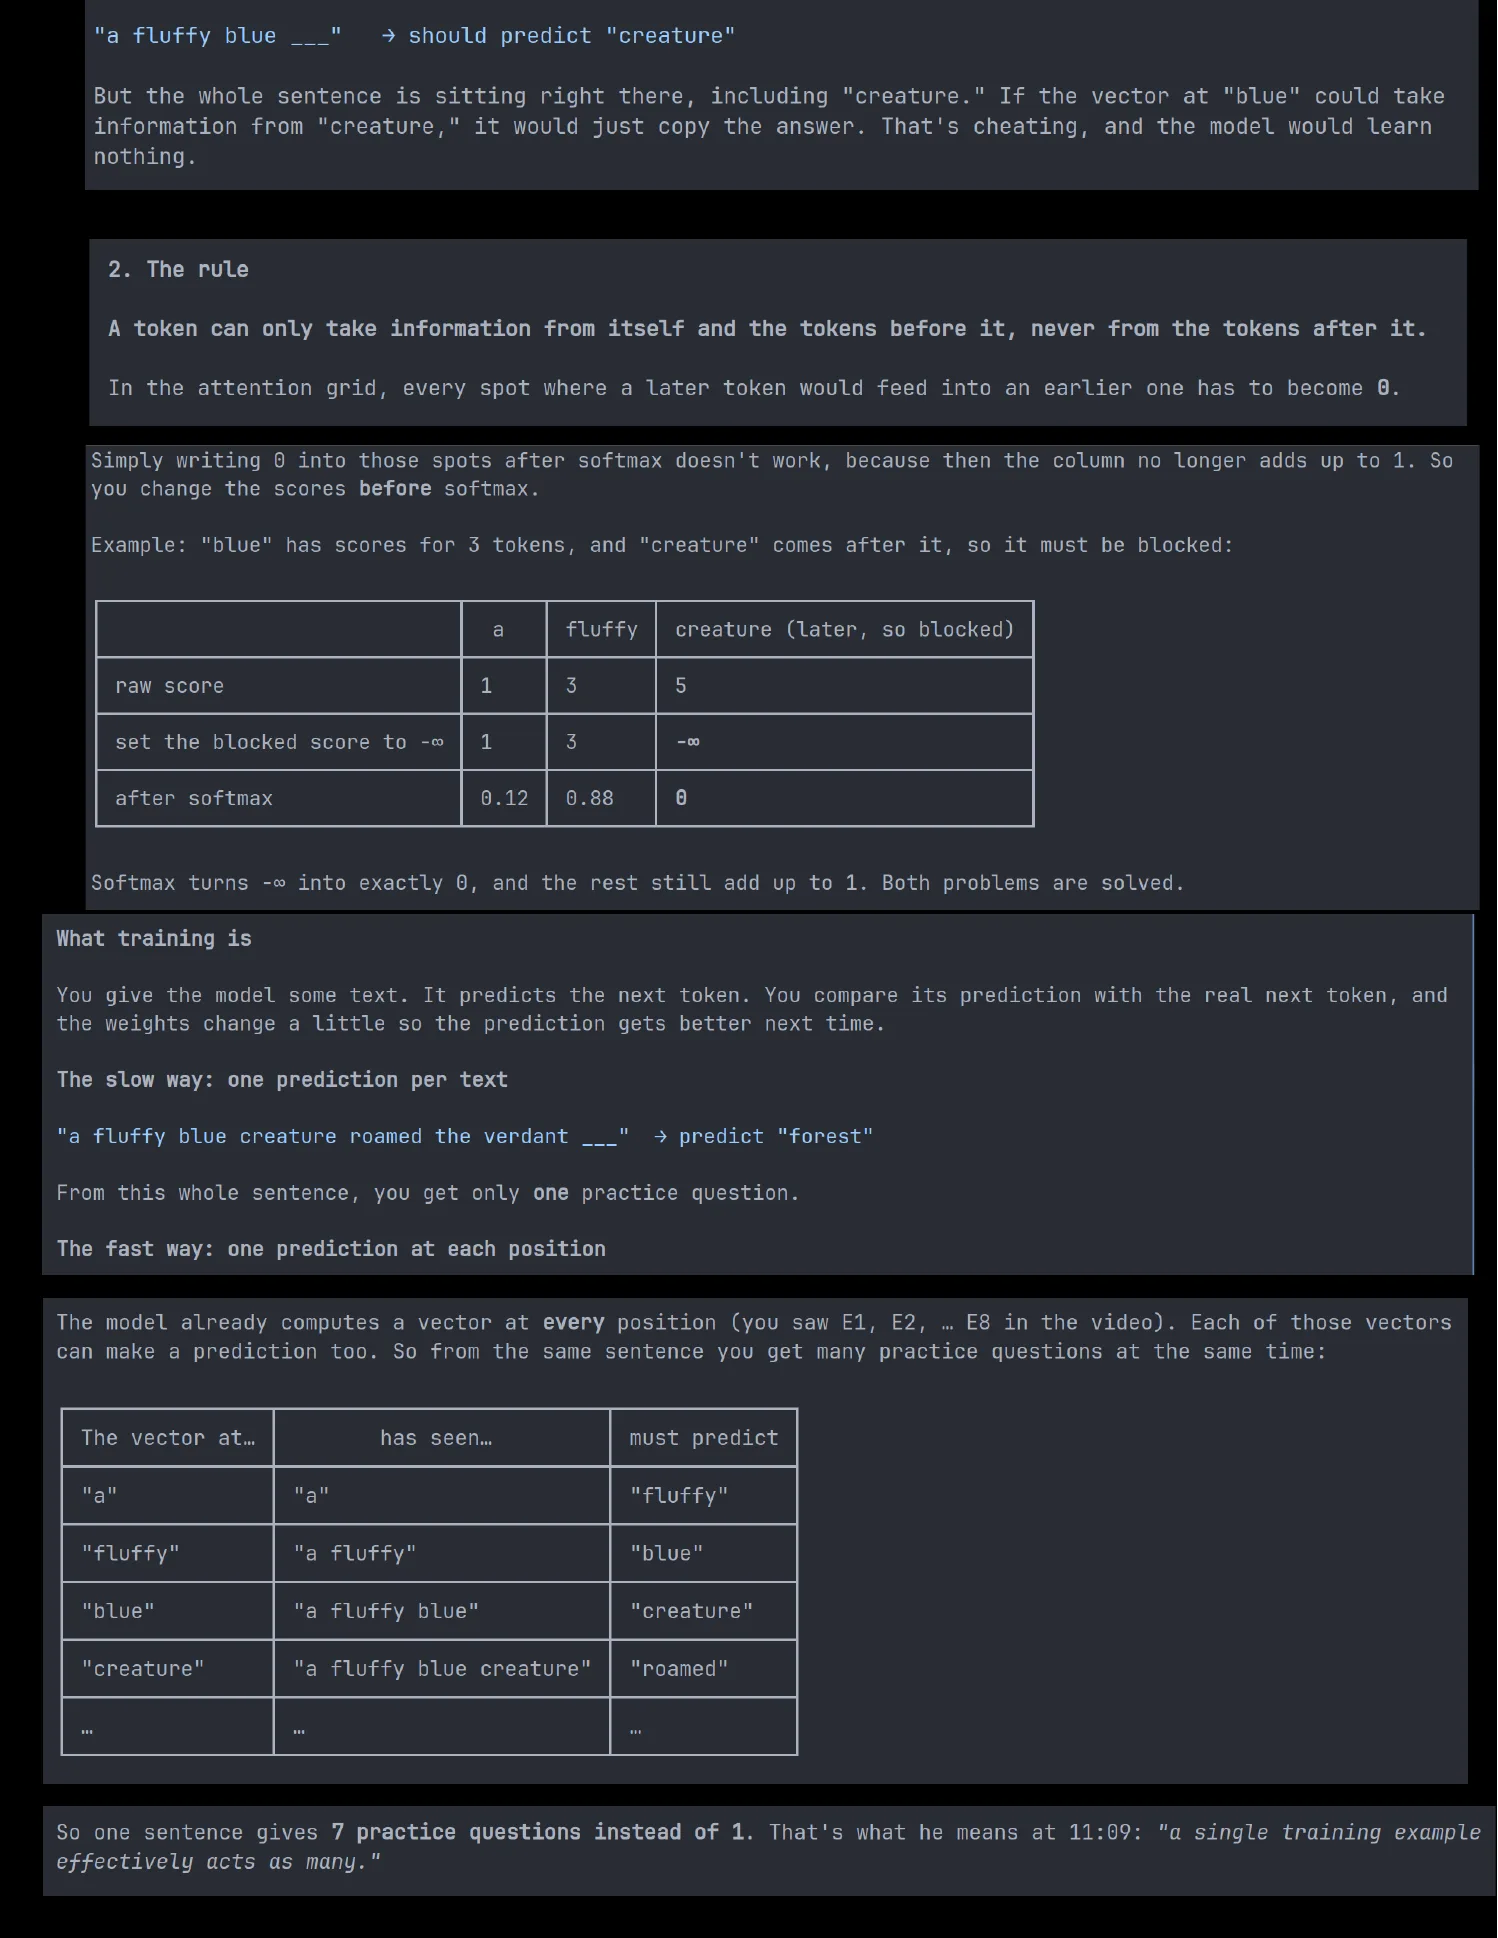 "a fluffy blue ___"   → should predict "creature"
But the whole sentence is sitting right there, including "creature." If the vector at "blue" could take
information from "creature," it would just copy the answer. That's cheating, and the model would learn
nothing.
2. The rule
A token can only take information from itself and the tokens before it, never from the tokens after it.
In the attention grid, every spot where a later token would feed into an earlier one has to become 0.
Simply writing 0 into those spots after softmax doesn't work, because then the column no longer adds up to 1. So
you change the scores before softmax.
Example: "blue" has scores for 3 tokens, and "creature" comes after it, so it must be blocked:
a fluffy creature (later, so blocked)
raw score 1 3 5
set the blocked score to -∞ 1 3 -∞
after softmax 0.12 0.88 0
Softmax turns -∞ into exactly 0, and the rest still add up to 1. Both problems are solved.
What training is
You give the model some text. It predicts the next token. You compare its prediction with the real next token, and
the weights change a little so the prediction gets better next time.
The slow way: one prediction per text
"a fluffy blue creature roamed the verdant ___"  → predict "forest"
From this whole sentence, you get only one practice question.
The fast way: one prediction at each position
The model already computes a vector at every position (you saw E1, E2, … E8 in the video). Each of those vectors
can make a prediction too. So from the same sentence you get many practice questions at the same time:
The vector at… has seen… must predict
"a" "a" "fluffy"
"fluffy" "a fluffy" "blue"
"blue" "a fluffy blue" "creature"
"creature" "a fluffy blue creature" "roamed"
… … …
So one sentence gives 7 practice questions instead of 1. That's what he means at 11:09: "a single training example
effectively acts as many."